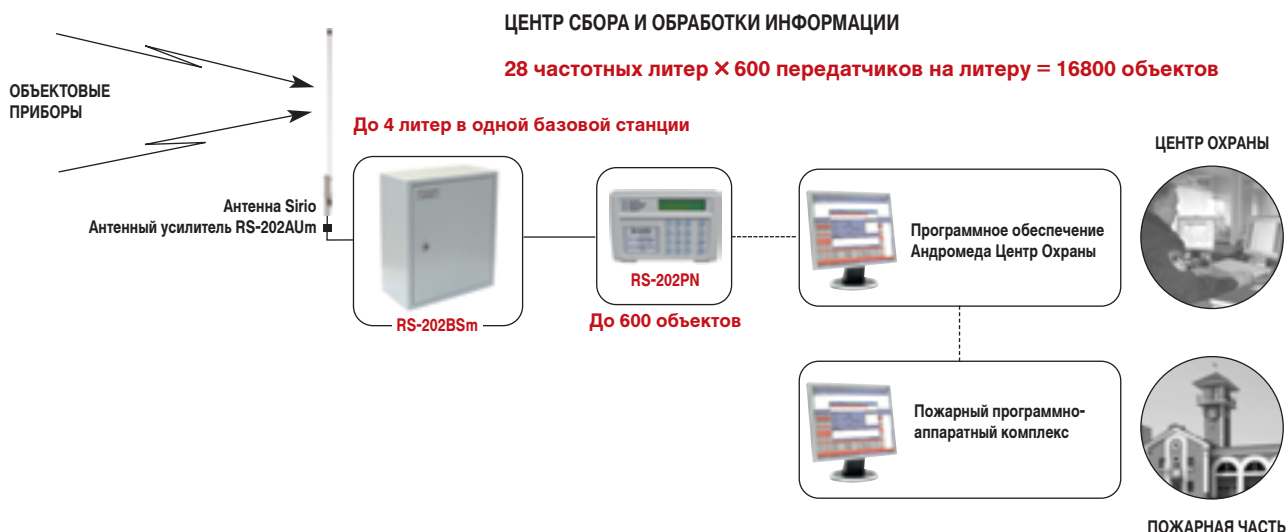 ЦЕНТР СБОРА И ОБРАБОТКИ ИНФОРМАЦИИ
28 частотных литер × 600 передатчиков на литеру = 16800 объектов
ОБЪЕКТОВЫЕ
ПРИБОРЫ
До 4 литер в одной базовой станции
ЦЕНТР ОХРАНЫ
Антенна Sirio
Антенный усилитель RS-202AUm
Программное обеспечение
Андромеда Центр Охраны
RS-202PN
RS-202BSm
До 600 объектов
Пожарный программно-
аппаратный комплекс
ПОЖАРНАЯ ЧАСТЬ